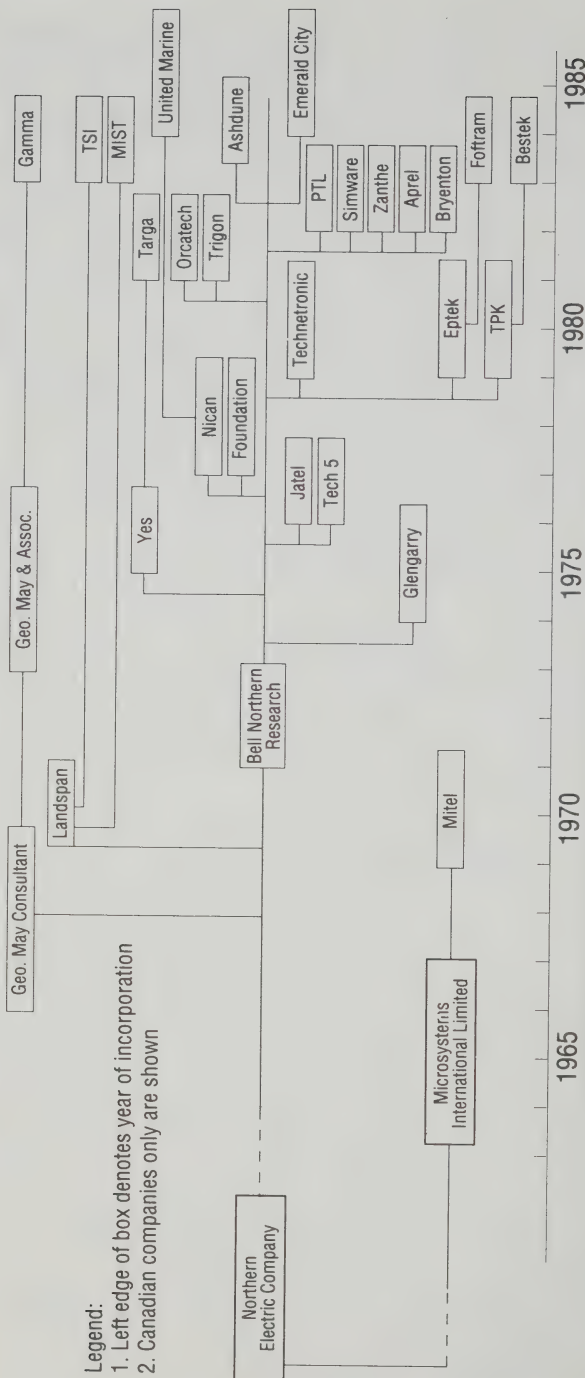 Legend:
1. Left edge of box denotes year of incorporation
2. Canadian companies only are shown
Geo. May Consultant
Geo. May & Assoc.
Gamma
Landspan
TSI
MIST
Yes
Targa
United Marine
Nican
Foundation
Orcatech
Trigon
Ashdune
Emerald City
Northern
Electric Company
Bell Northern
Research
Jatel
Tech 5
Technetronic
PTL
Simware
Zanthe
Aprel
Bryenton
Glengarry
Eptek
Foftram
TPK
Bestek
Microsystems
International Limited
Mitel
1965
1970
1975
1980
1985